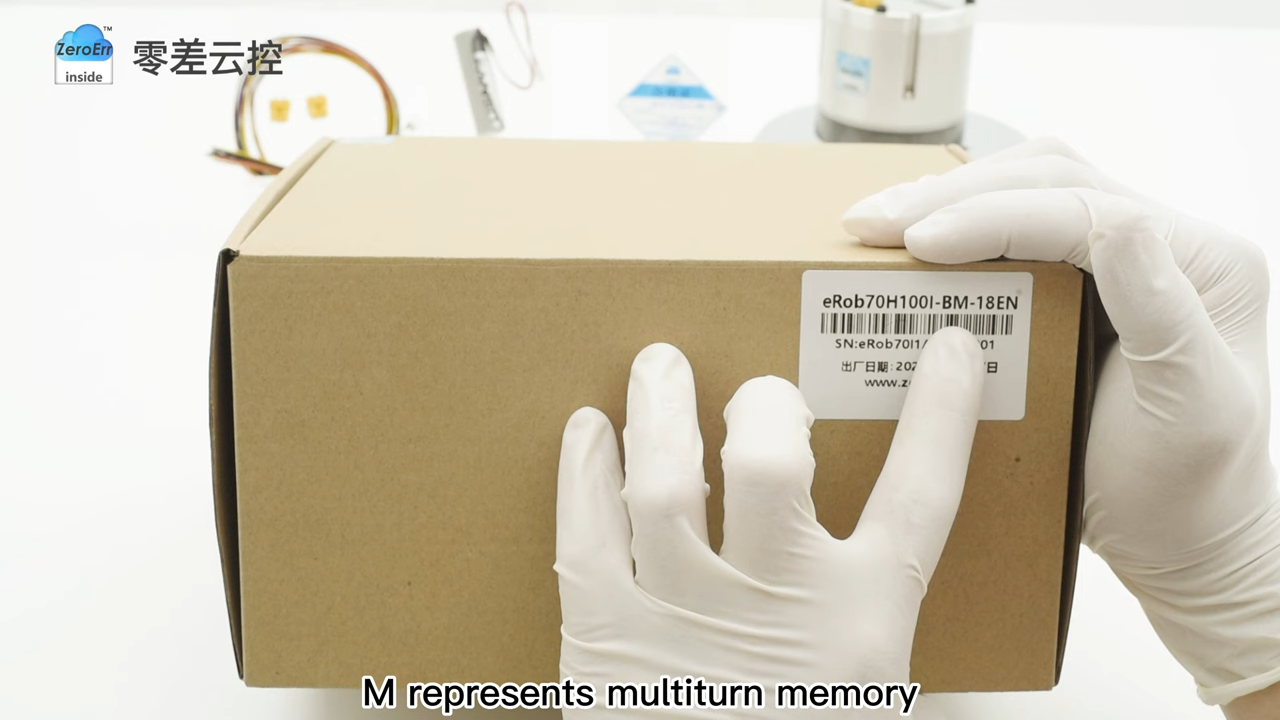 ZeroErr™
inside
零差云控
eRob70H100I-BM-18EN
SN:eRob70I1/
01
出厂日期:202
日
www.ze
M represents multiturn memory